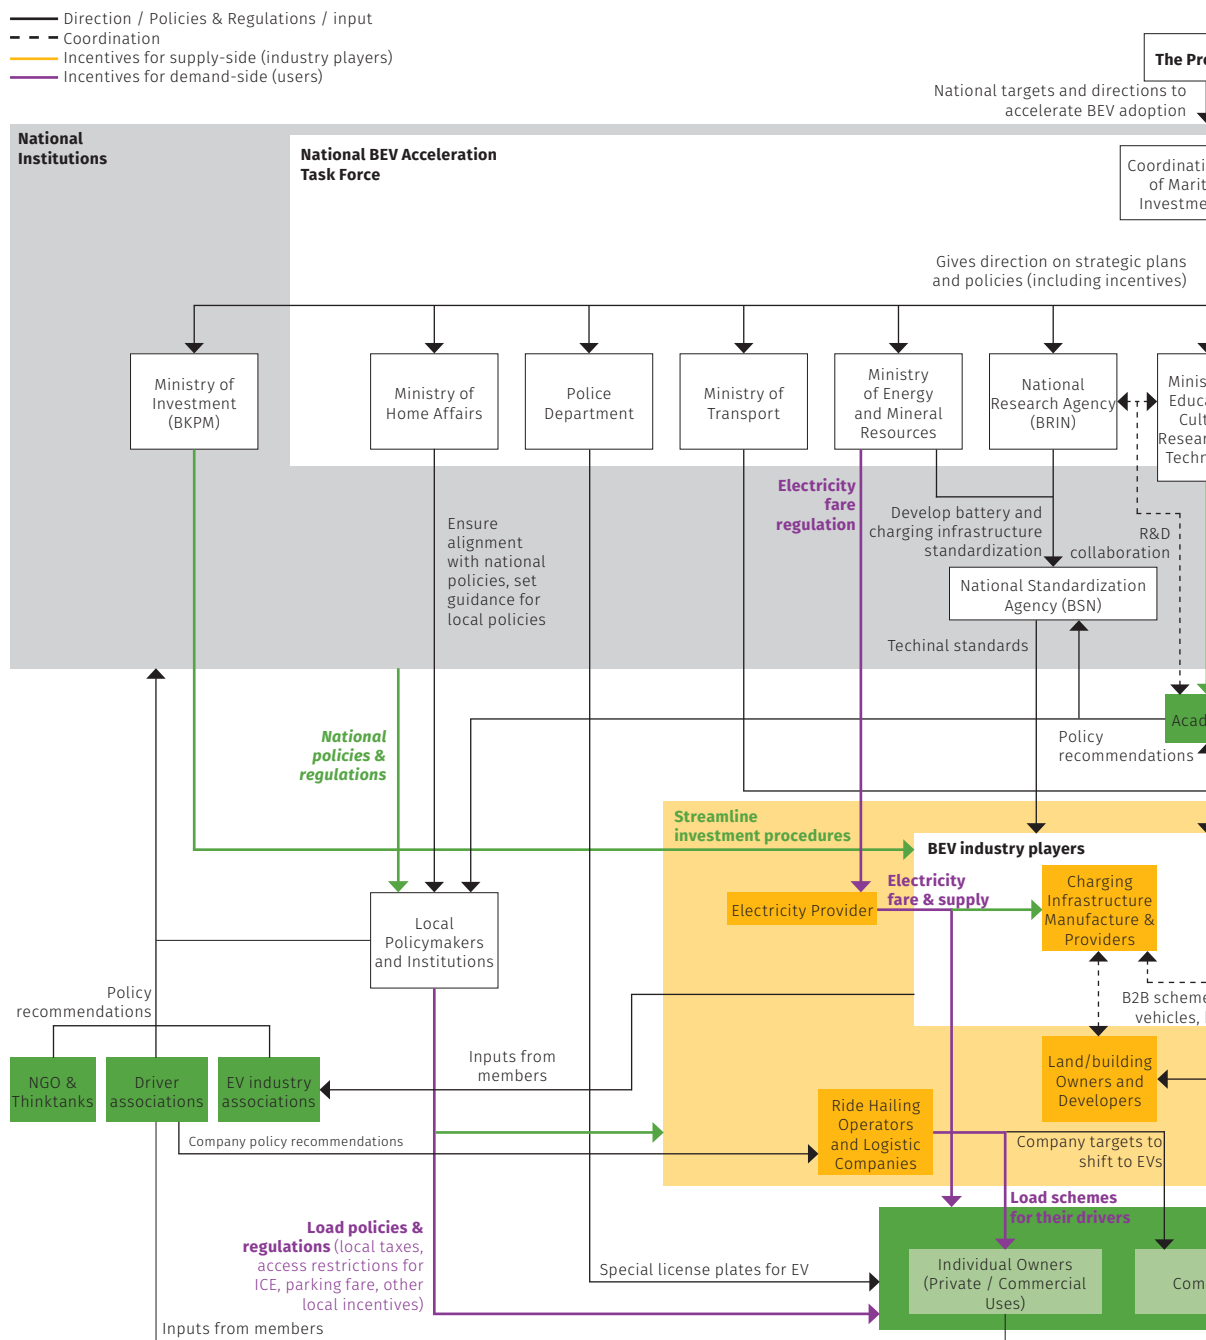 Direction / Policies & Regulations / input
Coordination
Incentives for supply-side (industry players)
Incentives for demand-side (users)
The Pre
National targets and directions to
accelerate BEV adoption
National
Institutions
National BEV Acceleration
Task Force
Coordinati
of Marit
Investme
Gives direction on strategic plans
and policies (including incentives)
Ministry of
Investment
(BKPM)
Ministry of
Home Affairs
Police
Department
Ministry of
Transport
Ministry
of Energy
and Mineral
Resources
National
Research Agency
(BRIN)
Minis
Educa
Cult
Resear
Techn
Electricity
fare
regulation
Ensure
alignment
with national
policies, set
guidance for
local policies
Develop battery and
charging infrastructure
standardization
R&D
collaboration
National Standardization
Agency (BSN)
Techinal standards
Acad
Policy
recommendations
National
policies &
regulations
Streamline
investment procedures
BEV industry players
Electricity
fare & supply
Electricity Provider
Charging
Infrastructure
Manufacture &
Providers
Local
Policymakers
and Institutions
B2B scheme
vehicles,
Policy
recommendations
NGO &
Thinktanks
Driver
associations
EV industry
associations
Inputs from
members
Land/building
Owners and
Developers
Ride Hailing
Operators
and Logistic
Companies
Company policy recommendations
Company targets to
shift to EVs
Load schemes
for their drivers
Load policies &
regulations (local taxes,
access restrictions for
ICE, parking fare, other
local incentives)
Special license plates for EV
Individual Owners
(Private / Commercial
Uses)
Com
Inputs from members